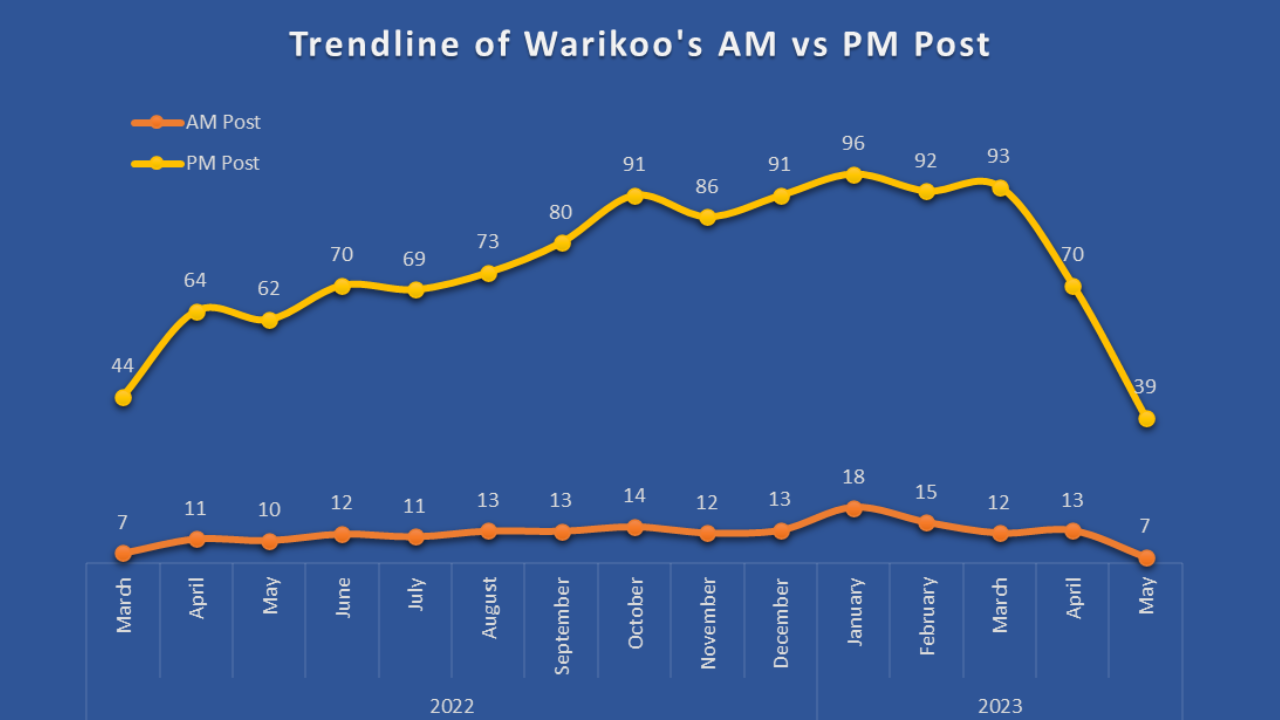 Trendline of Warikoo's AM vs PM Post
AM Post
PM Post
44 64 62 70 69 73 80 91 86 91 96 92 93 70 39
7 11 10 12 11 13 13 14 12 13 18 15 12 13 7
March April May June July August September October November December January February March April May
2022 2023